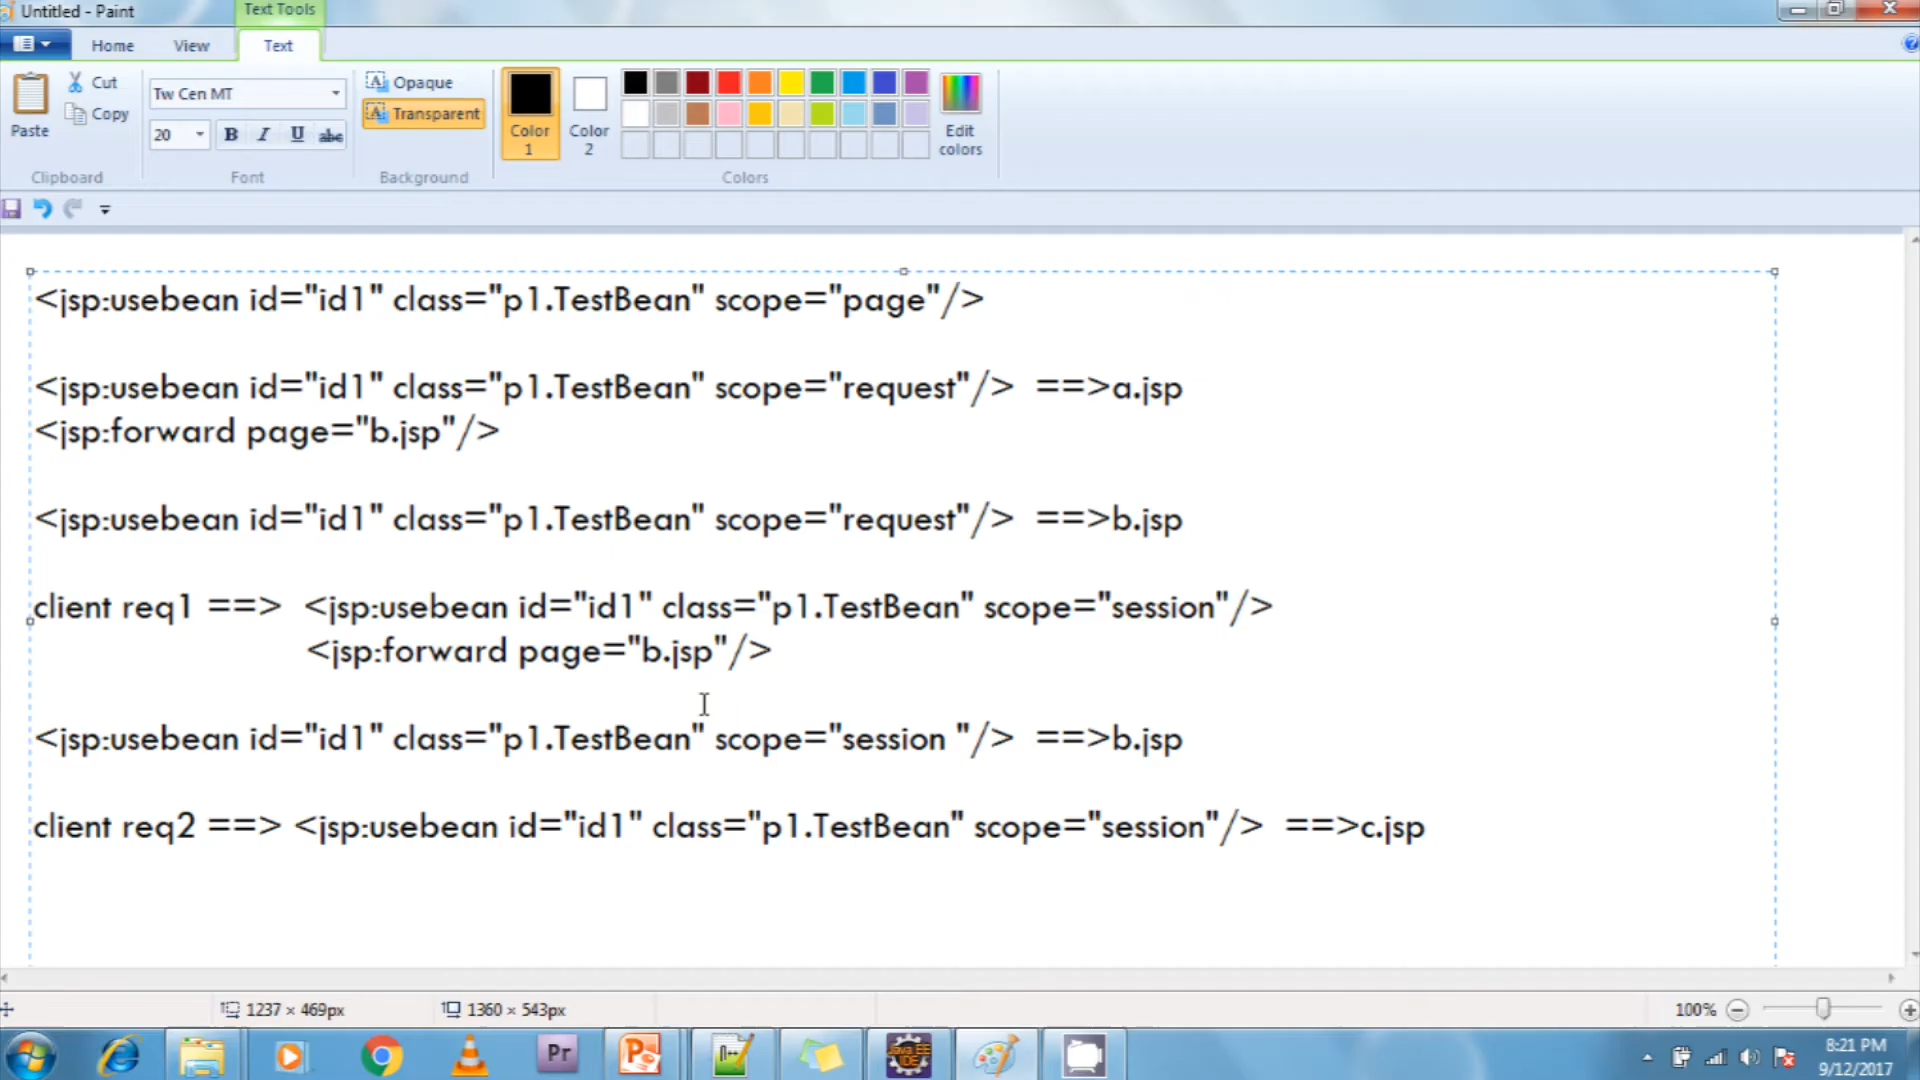 Untitled - Paint
Text Tools
Home
View
Text
Paste
Cut
Copy
Clipboard
Tw Cen MT
20
B I U abc
Font
Opaque
Transparent
Background
Color 1
Color 2
Edit colors
Colors
<jsp:usebean id="id1" class="p1.TestBean" scope="page"/>
<jsp:usebean id="id1" class="p1.TestBean" scope="request"/> ==>a.jsp
<jsp:forward page="b.jsp"/>
<jsp:usebean id="id1" class="p1.TestBean" scope="request"/> ==>b.jsp
client req1 ==> <jsp:usebean id="id1" class="p1.TestBean" scope="session"/>
<jsp:forward page="b.jsp"/>
<jsp:usebean id="id1" class="p1.TestBean" scope="session "/> ==>b.jsp
client req2 ==> <jsp:usebean id="id1" class="p1.TestBean" scope="session"/> ==>c.jsp
1237 × 469px
1360 × 543px
100%
Pr
Java EE IDE
8:21 PM
9/12/2017